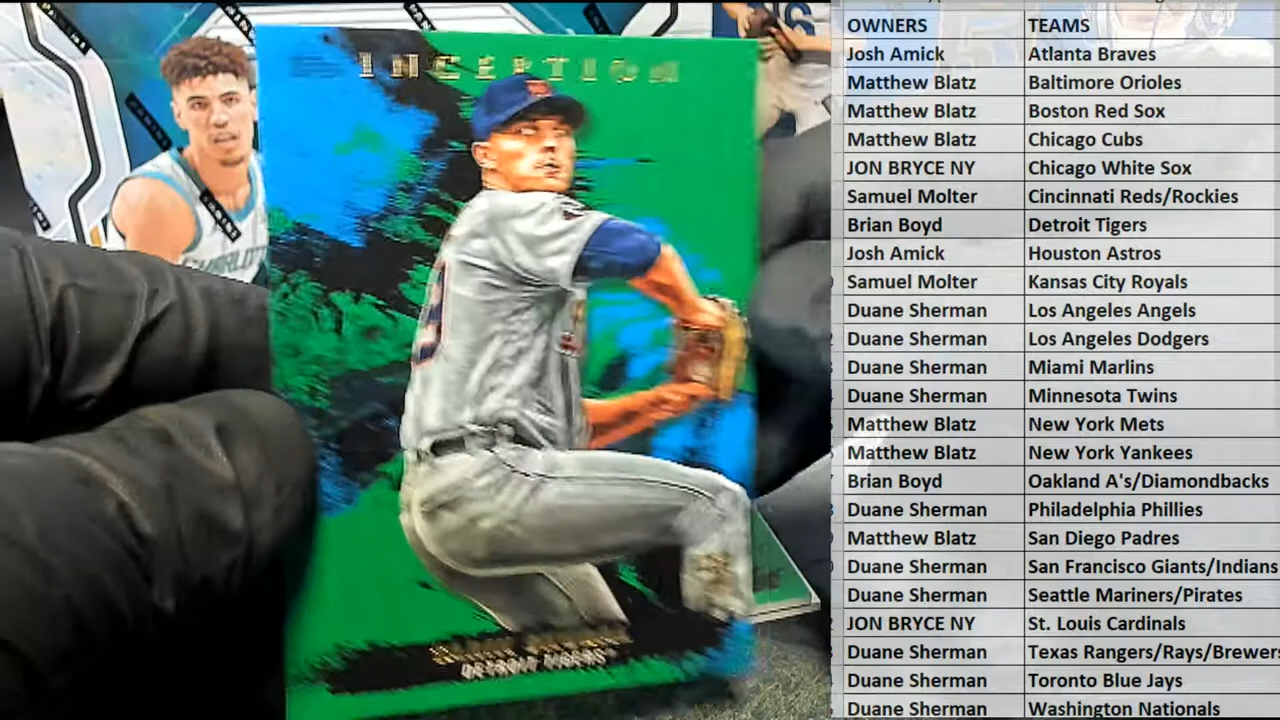 INCEPTION
DETROIT TIGERS
OWNERS TEAMS
Josh Amick Atlanta Braves
Matthew Blatz Baltimore Orioles
Matthew Blatz Boston Red Sox
Matthew Blatz Chicago Cubs
JON BRYCE NY Chicago White Sox
Samuel Molter Cincinnati Reds/Rockies
Brian Boyd Detroit Tigers
Josh Amick Houston Astros
Samuel Molter Kansas City Royals
Duane Sherman Los Angeles Angels
Duane Sherman Los Angeles Dodgers
Duane Sherman Miami Marlins
Duane Sherman Minnesota Twins
Matthew Blatz New York Mets
Matthew Blatz New York Yankees
Brian Boyd Oakland A's/Diamondbacks
Duane Sherman Philadelphia Phillies
Matthew Blatz San Diego Padres
Duane Sherman San Francisco Giants/Indians
Duane Sherman Seattle Mariners/Pirates
JON BRYCE NY St. Louis Cardinals
Duane Sherman Texas Rangers/Rays/Brewers
Duane Sherman Toronto Blue Jays
Duane Sherman Washington Nationals